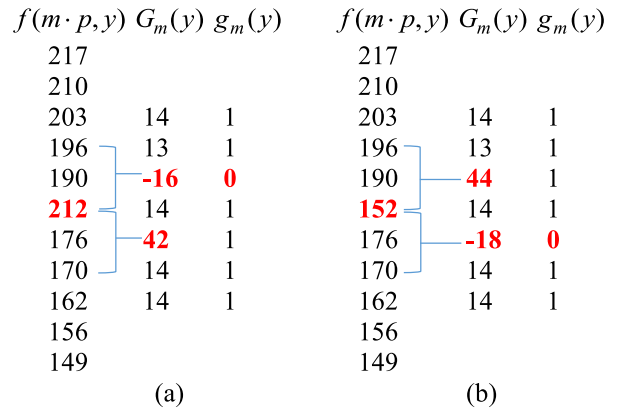 f(m · p, y) G_m(y) g_m(y) f(m · p, y) G_m(y) g_m(y)
217 217
210 210
203 14 1 203 14 1
196 13 1 196 13 1
190 -16 0 190 44 1
212 14 1 152 14 1
176 42 1 176 -18 0
170 14 1 170 14 1
162 14 1 162 14 1
156 156
149 149
(a) (b)